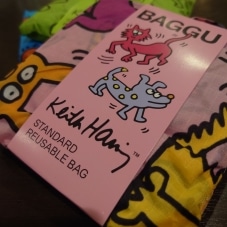 BAGGU
Keith Haring
STANDARD
REUSABLE BAG